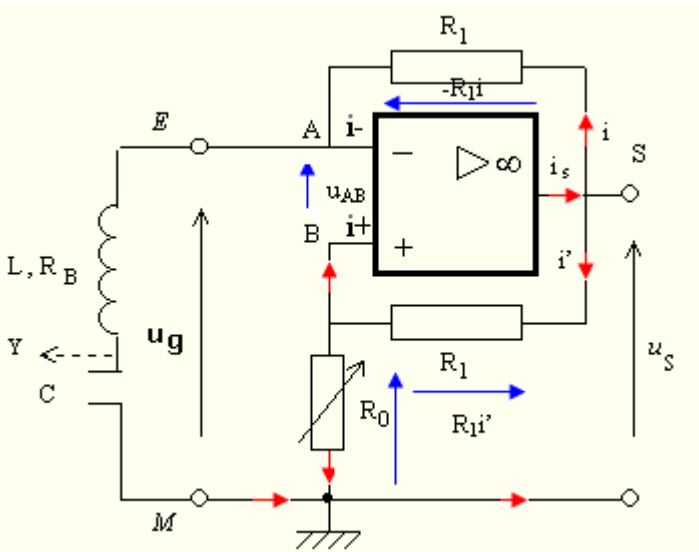 R1
-R1i
E
A
i-
−
▷ ∞
i
S
is
uAB
B
i+
+
i'
L, RB
ug
Y
uS
C
R0
R1
R1i'
M